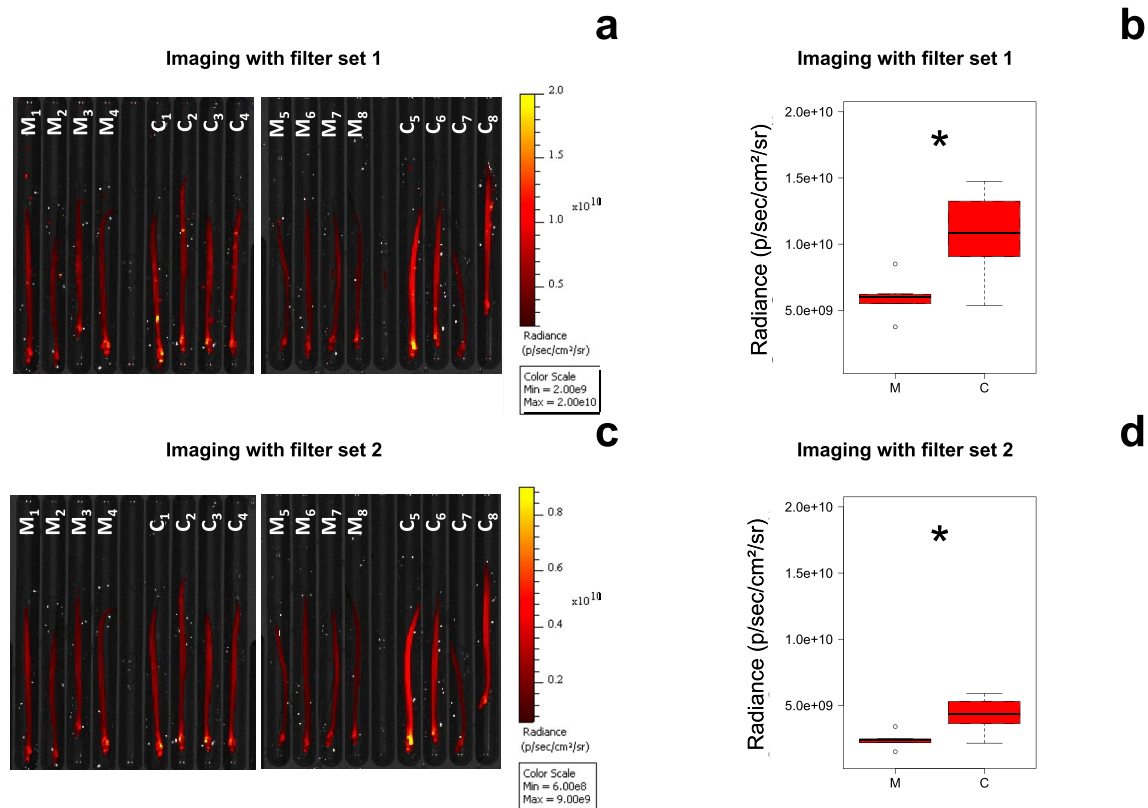 a
Imaging with filter set 1
M1 M2 M3 M4 C1 C2 C3 C4
M5 M6 M7 M8 C5 C6 C7 C8
2.0
1.5
x10^10
1.0
0.5
Radiance
(p/sec/cm²/sr)
Color Scale
Min = 2.00e9
Max = 2.00e10
b
Imaging with filter set 1
Radiance (p/sec/cm²/sr)
2.0e+10
1.5e+10
1.0e+10
5.0e+09
*
M C
c
Imaging with filter set 2
M1 M2 M3 M4 C1 C2 C3 C4
M5 M6 M7 M8 C5 C6 C7 C8
0.8
0.6
x10^10
0.4
0.2
Radiance
(p/sec/cm²/sr)
Color Scale
Min = 6.00e8
Max = 9.00e9
d
Imaging with filter set 2
Radiance (p/sec/cm²/sr)
2.0e+10
1.5e+10
1.0e+10
5.0e+09
*
M C